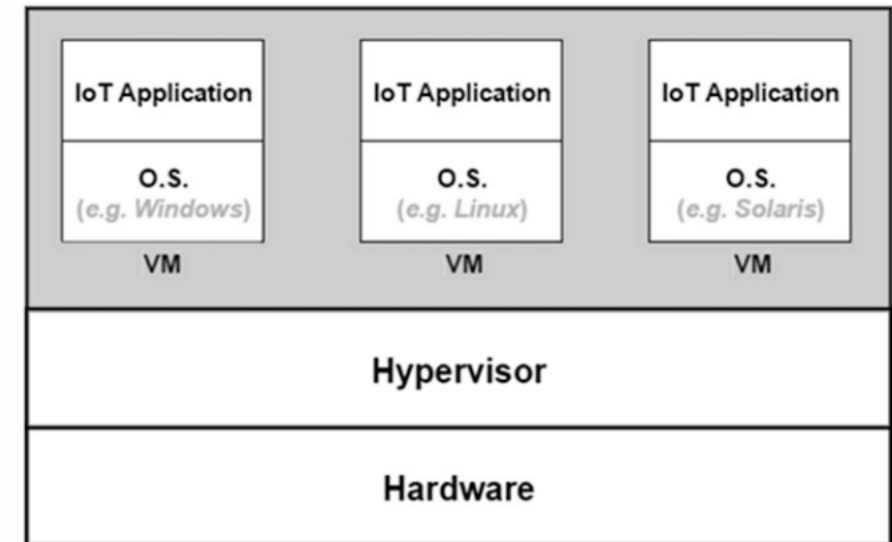 IoT Application
O.S.
(e.g. Windows)
VM
IoT Application
O.S.
(e.g. Linux)
VM
IoT Application
O.S.
(e.g. Solaris)
VM
Hypervisor
Hardware